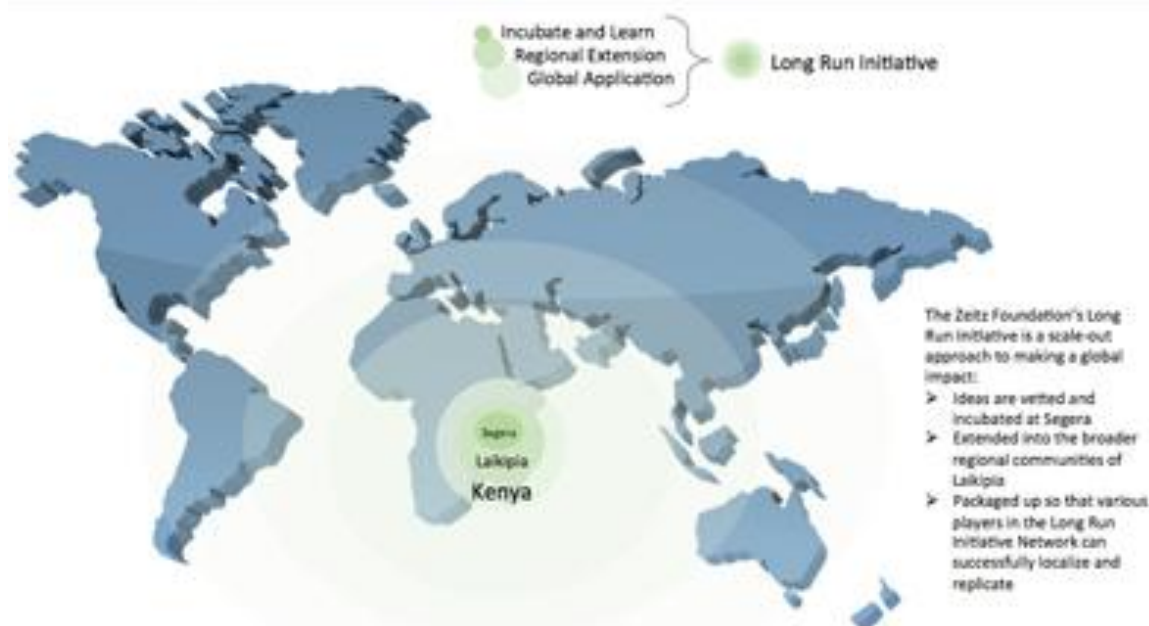 Incubate and Learn
Regional Extension
Global Application
Long Run Initiative
Segera
Laikipia
Kenya
The Zeitz Foundation's Long
Run Initiative is a scale-out
approach to making a global
impact:
➤ Ideas are vetted and
incubated at Segera
➤ Extended into the broader
regional communities of
Laikipia
➤ Packaged up so that various
players in the Long Run
Initiative Network can
successfully localize and
replicate